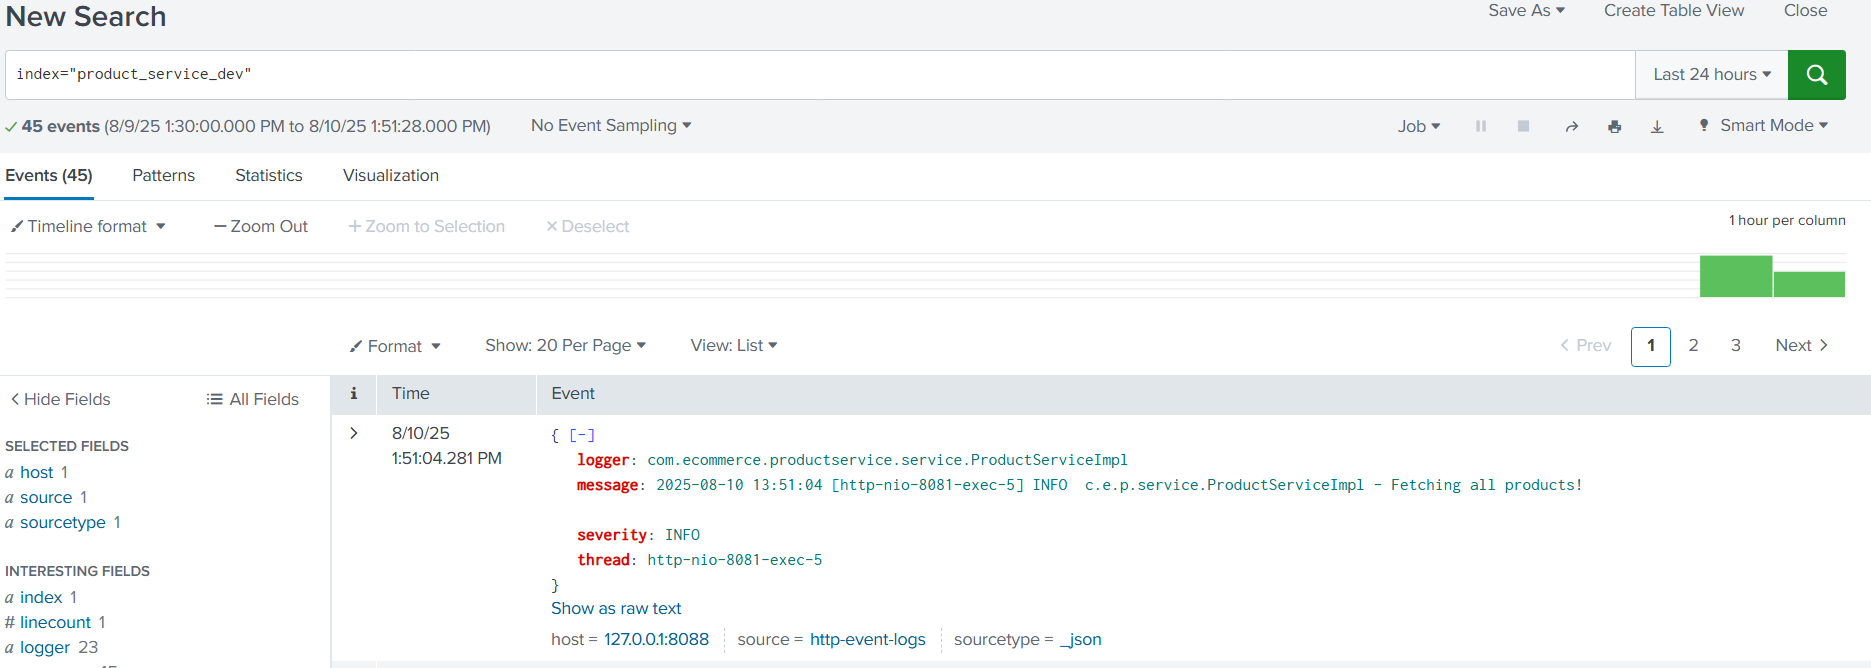 New Search
Save As
Create Table View
Close
index="product_service_dev"
Last 24 hours
45 events (8/9/25 1:30:00.000 PM to 8/10/25 1:51:28.000 PM)
No Event Sampling
Job
Smart Mode
Events (45)
Patterns
Statistics
Visualization
Timeline format
Zoom Out
+ Zoom to Selection
Deselect
1 hour per column
Format
Show: 20 Per Page
View: List
< Prev
1
2
3
Next >
< Hide Fields
All Fields
i
Time
Event
SELECTED FIELDS
a host 1
a source 1
a sourcetype 1
INTERESTING FIELDS
a index 1
# linecount 1
a logger 23
8/10/25
1:51:04.281 PM
{ [-]
logger: com.ecommerce.productservice.service.ProductServiceImpl
message: 2025-08-10 13:51:04 [http-nio-8081-exec-5] INFO  c.e.p.service.ProductServiceImpl - Fetching all products!
severity: INFO
thread: http-nio-8081-exec-5
}
Show as raw text
host = 127.0.0.1:8088
source = http-event-logs
sourcetype = _json